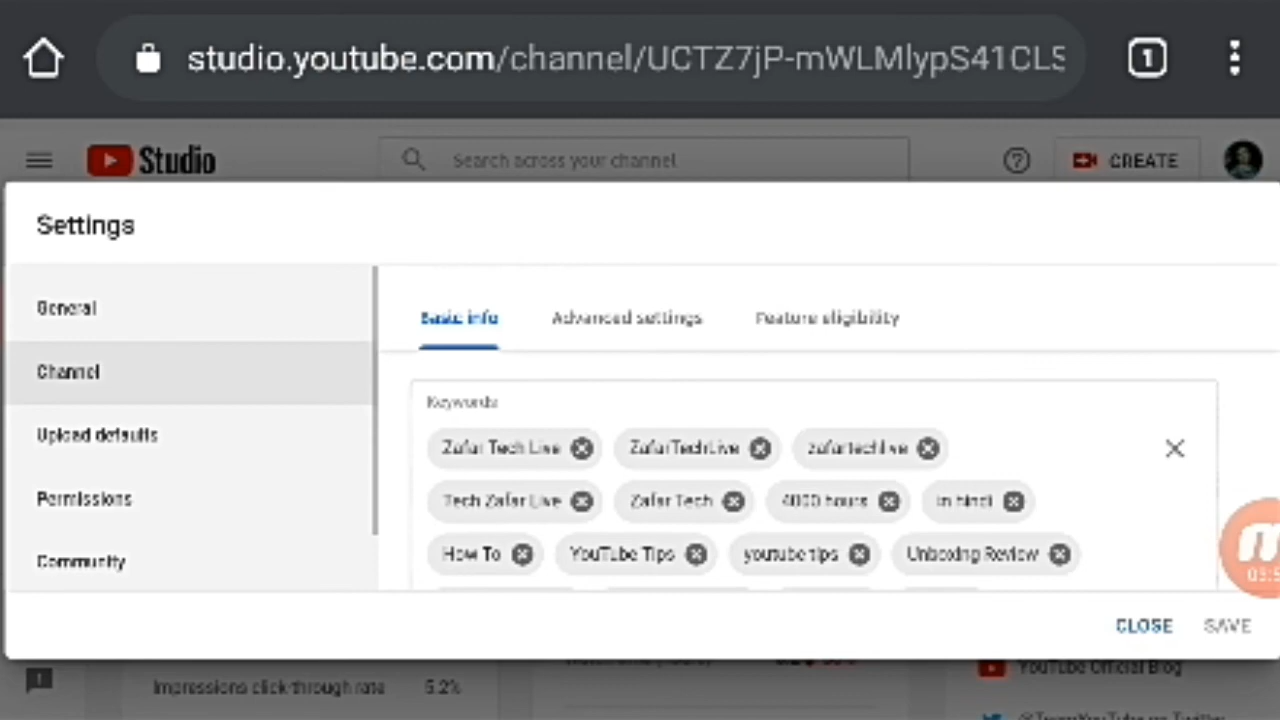 studio.youtube.com/channel/UCTZ7jP-mWLMlypS41CL5
1
Studio
Search across your channel
CREATE
Settings
General
Channel
Upload defaults
Permissions
Community
Basic info
Advanced settings
Feature eligibility
Keywords
Zafar Tech Live
ZafarTechLive
zafartechlive
Tech Zafar Live
Zafar Tech
4000 hours
in hindi
How To
YouTube Tips
youtube tips
Unboxing Review
CLOSE
SAVE
Impressions click-through rate
5.2%
YouTube Official Blog